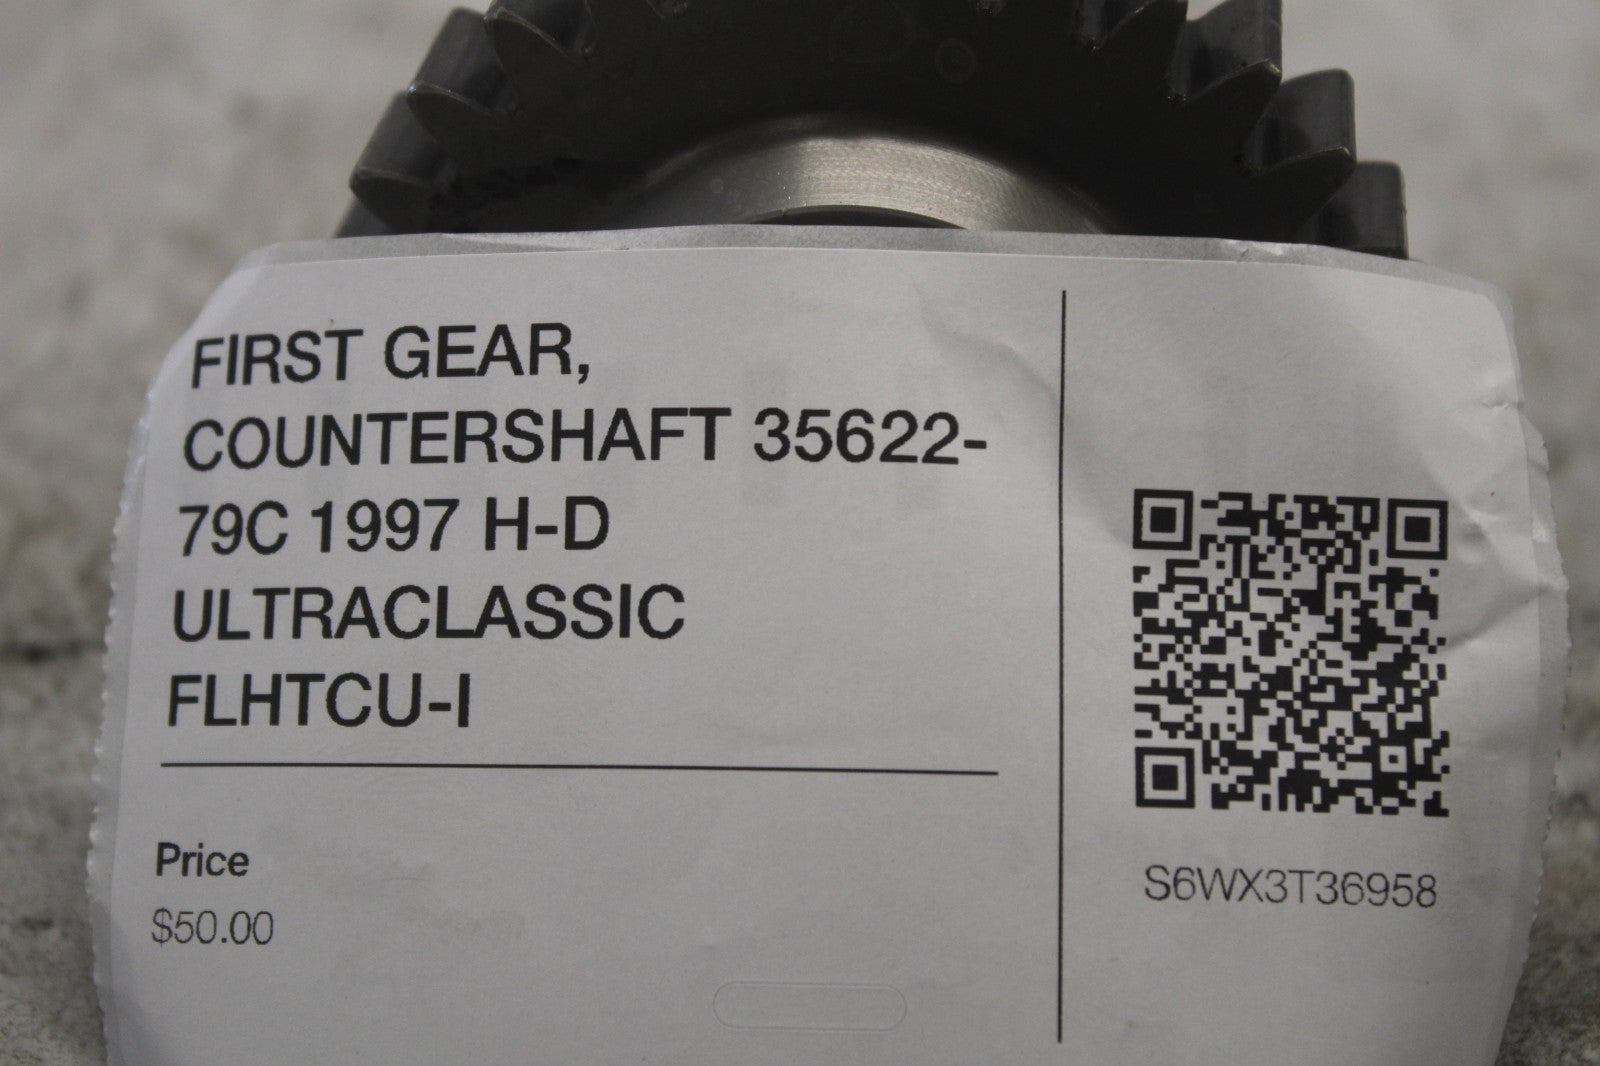 FIRST GEAR,
COUNTERSHAFT 35622-
79C 1997 H-D
ULTRACLASSIC
FLHTCU-I
Price
$50.00
S6WX3T36958